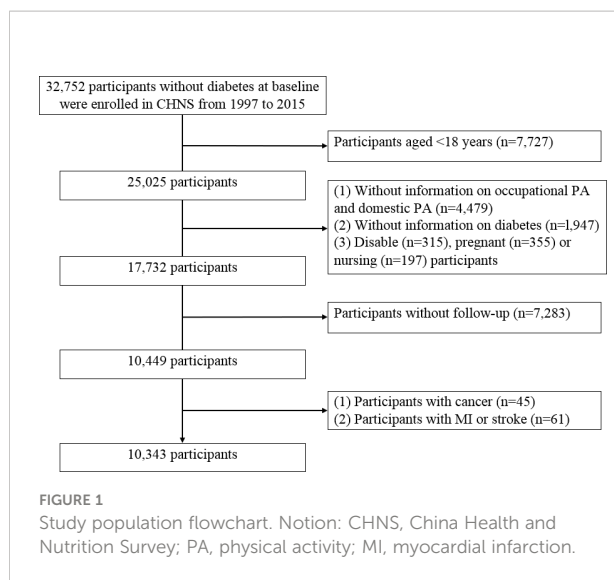 32,752 participants without diabetes at baseline
were enrolled in CHNS from 1997 to 2015
Participants aged <18 years (n=7,727)
25,025 participants
(1) Without information on occupational PA
and domestic PA (n=4,479)
(2) Without information on diabetes (n=1,947)
(3) Disable (n=315), pregnant (n=355) or
nursing (n=197) participants
17,732 participants
Participants without follow-up (n=7,283)
10,449 participants
(1) Participants with cancer (n=45)
(2) Participants with MI or stroke (n=61)
10,343 participants
FIGURE 1
Study population flowchart. Notion: CHNS, China Health and
Nutrition Survey; PA, physical activity; MI, myocardial infarction.